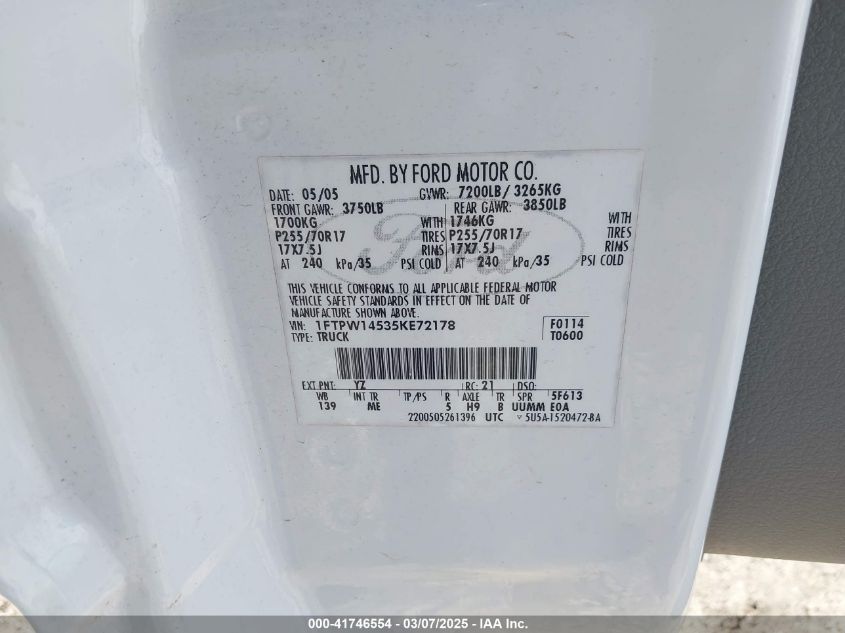 MFD. BY FORD MOTOR CO.
DATE: 05/05 GVWR: 7200LB/ 3265KG
FRONT GAWR: 3750LB REAR GAWR: 3850LB
1700KG WITH 1746KG WITH
P255/70R17 TIRES P255/70R17 TIRES
17X7.5J RIMS 17X7.5J RIMS
AT 240 kPa/35 PSI COLD AT 240 kPa/35 PSI COLD
Ford
THIS VEHICLE CONFORMS TO ALL APPLICABLE FEDERAL MOTOR
VEHICLE SAFETY STANDARDS IN EFFECT ON THE DATE OF
MANUFACTURE SHOWN ABOVE.
VIN: 1FTPW14535KE72178 F0114
TYPE: TRUCK T0600
EXT PNT: YZ RC: 21 DSO:
WB INT TR TP/PS R AXLE TR SPR 5F613
139 ME 5 H9 B UUMM E0A
2200505261396 UTC 5U5A-1520472-BA
000-41746554 - 03/07/2025 - IAA Inc.